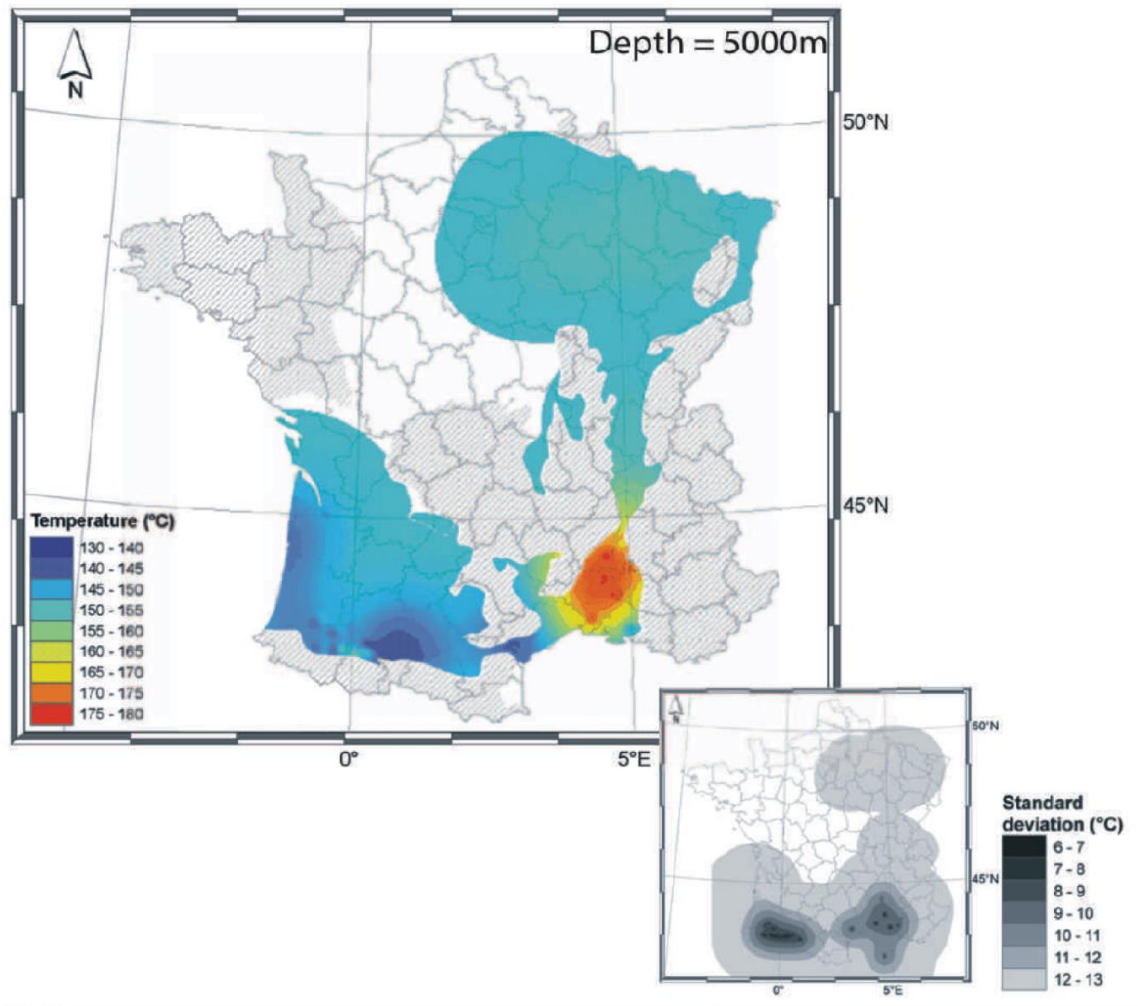 Depth = 5000m
N
50°N
45°N
Temperature (°C)
130 - 140
140 - 145
145 - 150
150 - 155
155 - 160
160 - 165
165 - 170
170 - 175
175 - 180
0°
5°E
N
50°N
45°N
0°
5°E
Standard
deviation (°C)
6 - 7
7 - 8
8 - 9
9 - 10
10 - 11
11 - 12
12 - 13